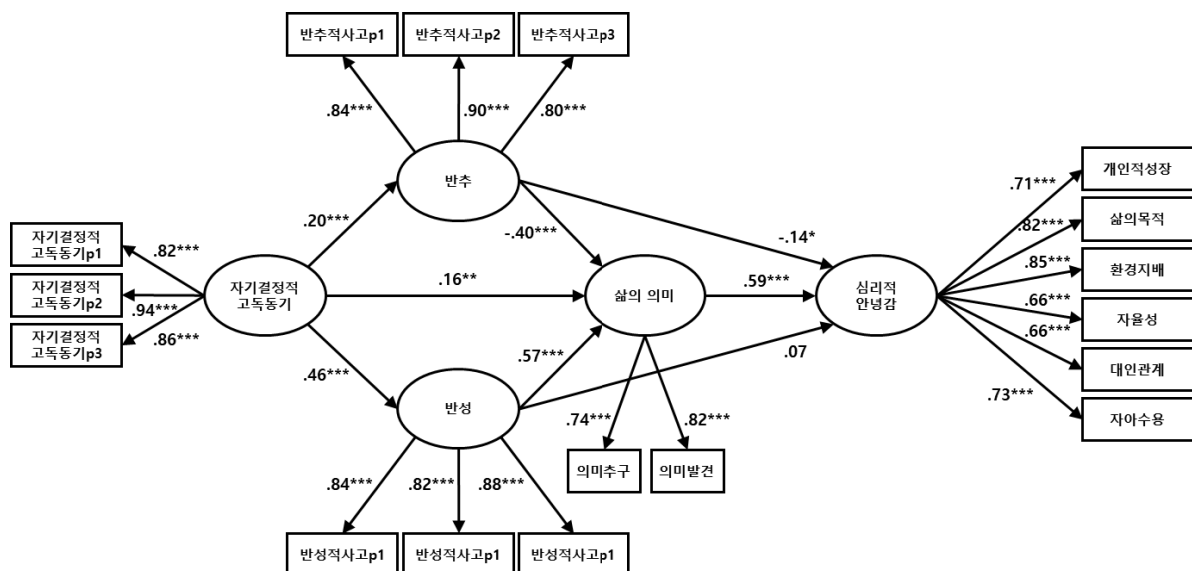 반추적사고p1
반추적사고p2
반추적사고p3
.84***
.90***
.80***
반추
개인적성장
.71***
삶의목적
.82***
.20***
-.40***
-.14*
자기결정적
고독동기p1
.82***
환경지배
.85***
자기결정적
고독동기p2
.94***
자기결정적
고독동기
.16**
삶의 의미
.59***
심리적
안녕감
자율성
.66***
자기결정적
고독동기p3
.86***
대인관계
.66***
.46***
.57***
.07
자아수용
.73***
반성
.74***
.82***
의미추구
의미발견
.84***
.82***
.88***
반성적사고p1
반성적사고p1
반성적사고p1